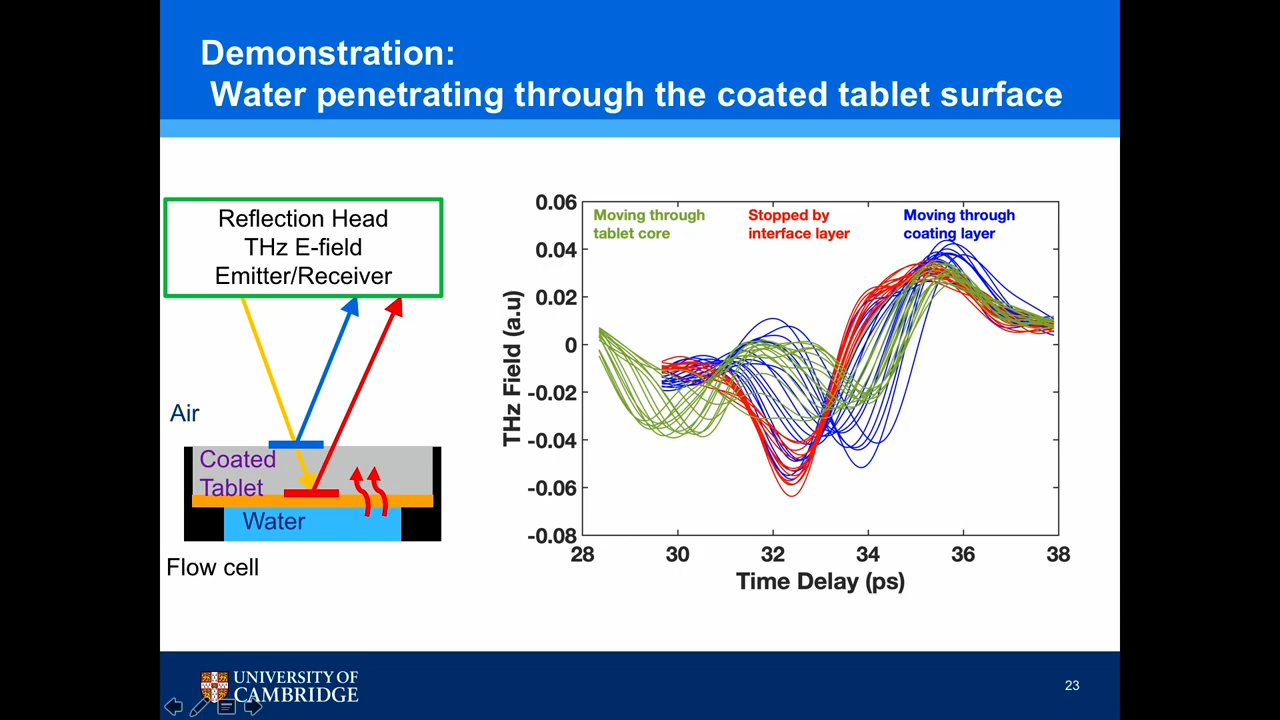 Demonstration:
Water penetrating through the coated tablet surface
Reflection Head
THz E-field
Emitter/Receiver
Air
Coated
Tablet
Water
Flow cell
Moving through
tablet core
Stopped by
interface layer
Moving through
coating layer
THz Field (a.u)
0.06
0.04
0.02
0
-0.02
-0.04
-0.06
-0.08
28 30 32 34 36 38
Time Delay (ps)
UNIVERSITY OF
CAMBRIDGE
23